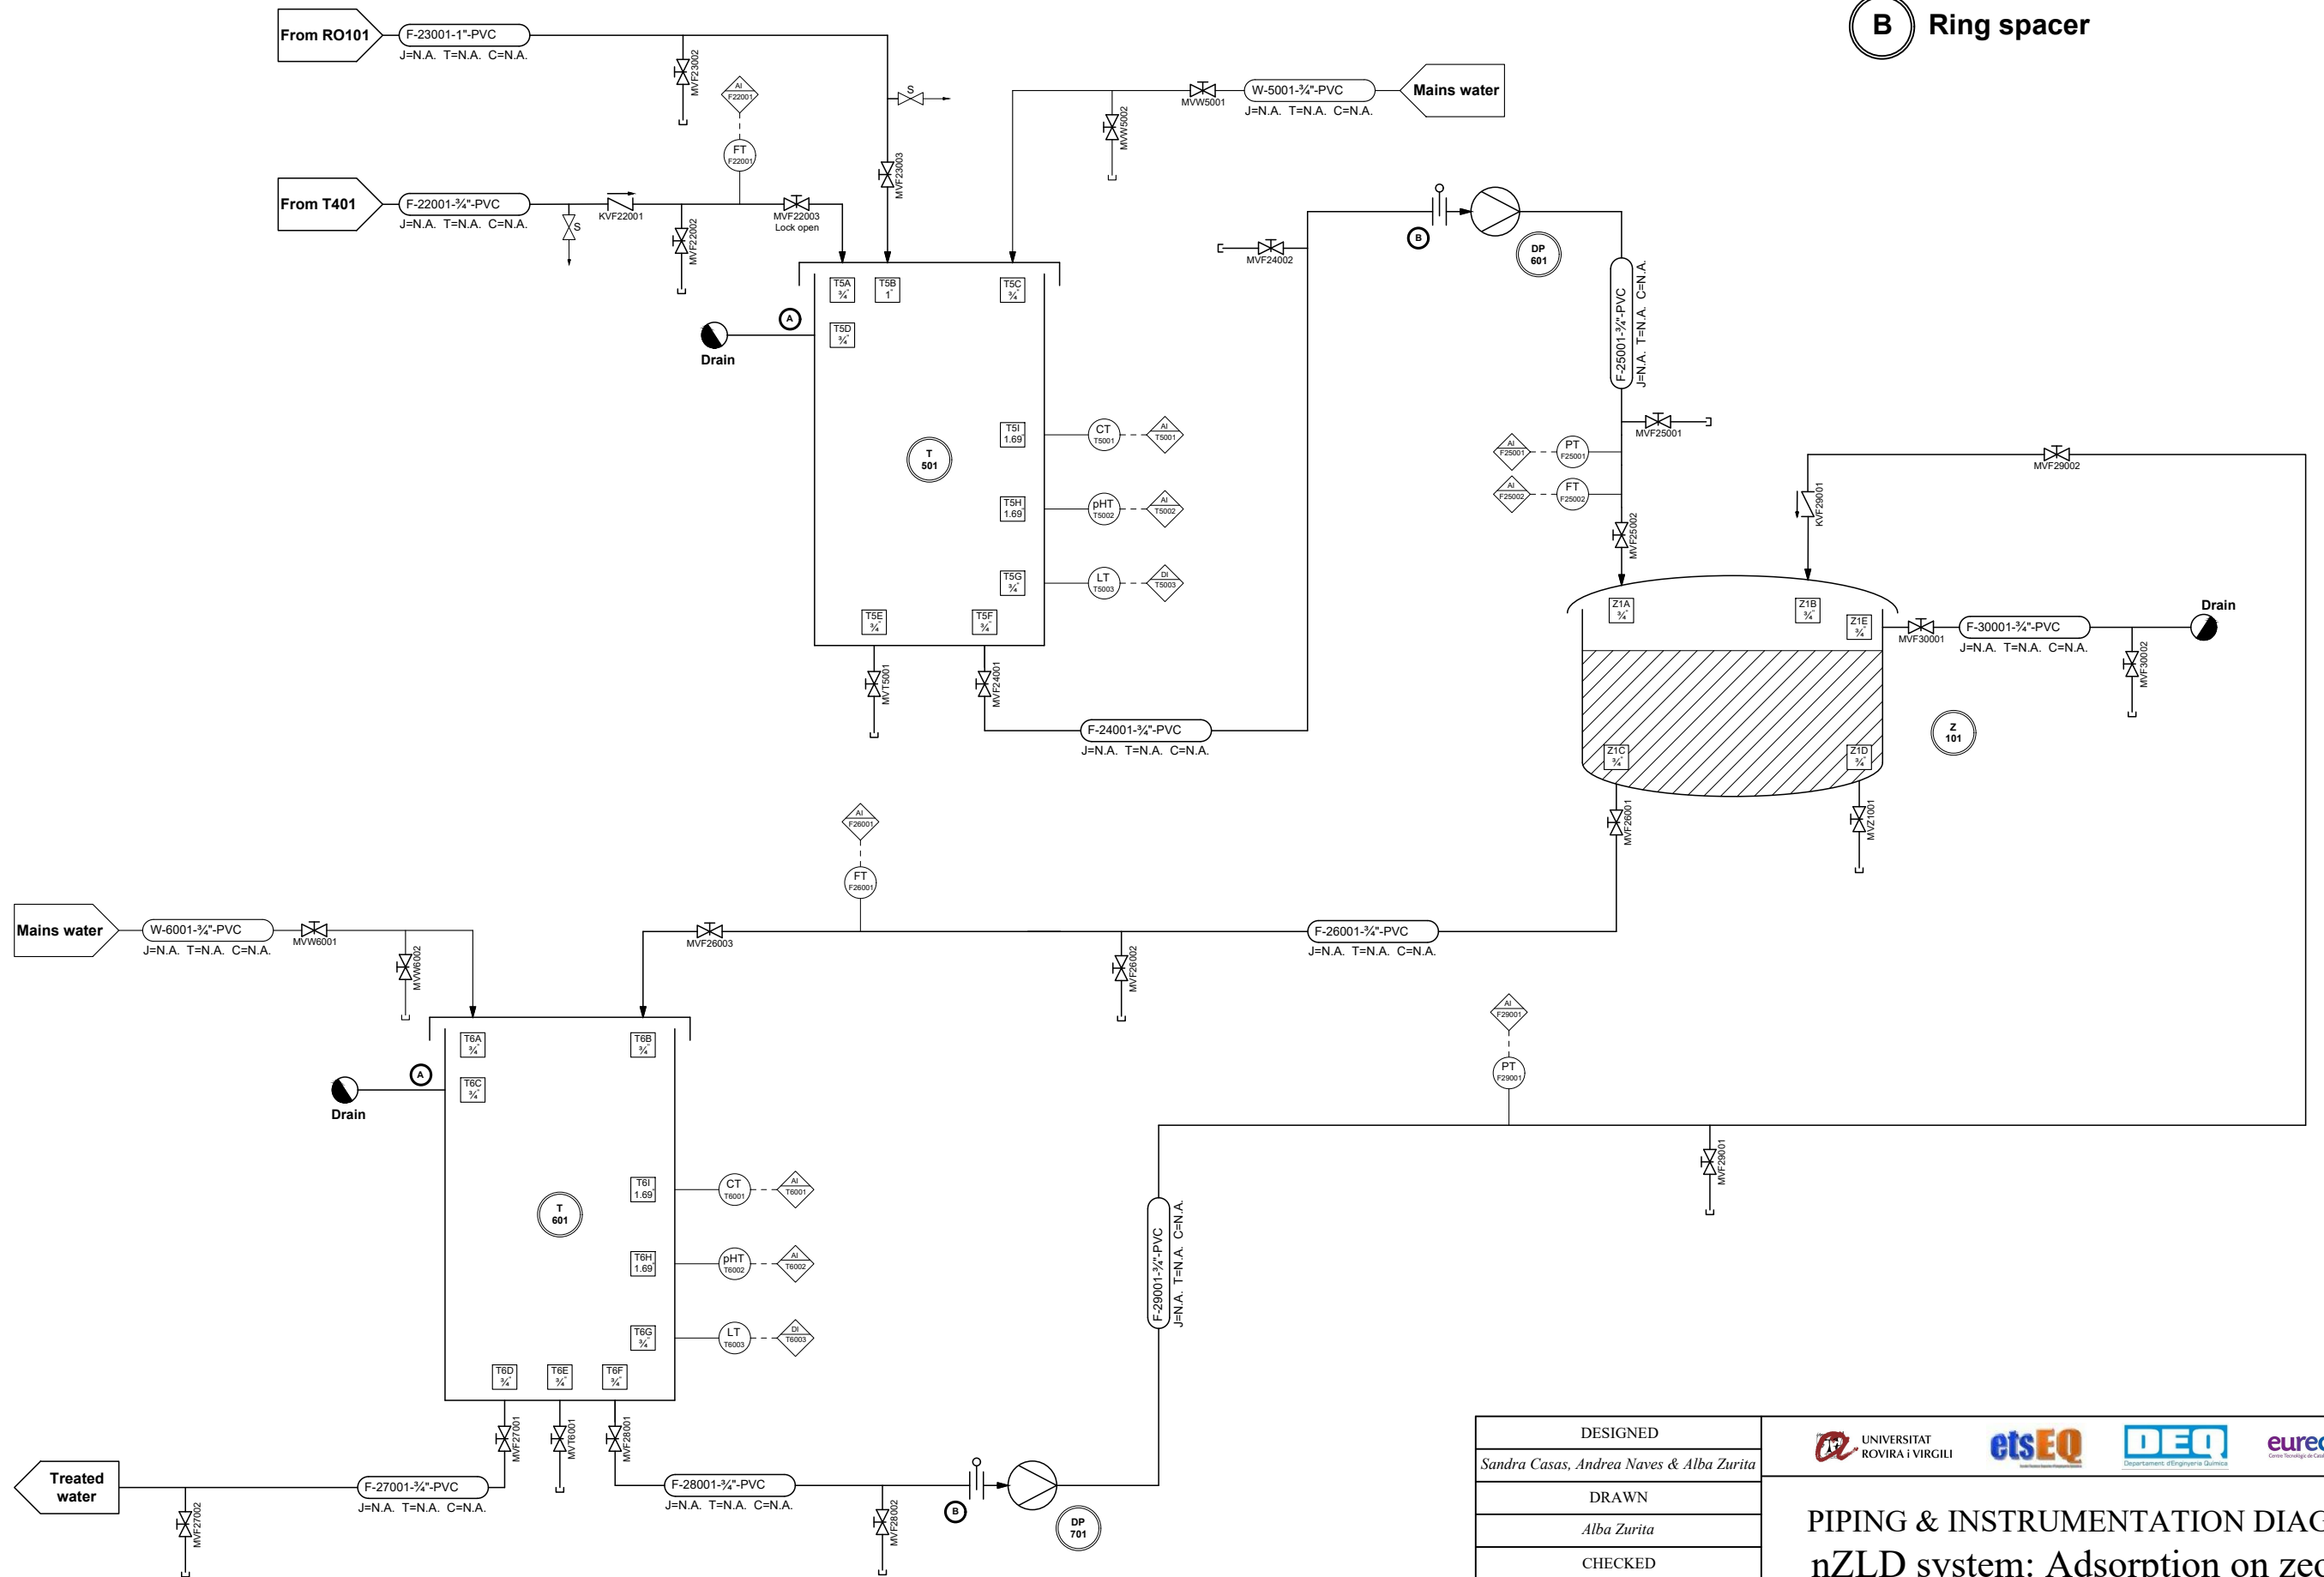 B Ring spacer
From RO101
F-23001-1"-PVC
J=N.A. T=N.A. C=N.A.
MVF23002
S
MVF23003
AI
F22001
FT
F22001
From T401
F-22001-¾"-PVC
J=N.A. T=N.A. C=N.A.
S
KVF22001
MVF22002
MVF22003
Lock open
Mains water
W-5001-¾"-PVC
J=N.A. T=N.A. C=N.A.
MVW5001
MVW5002
T5A
¾"
T5B
1"
T5C
¾"
T5D
¾"
A
Drain
T
501
T5I
1.69"
CT
T5001
AI
T5001
T5H
1.69"
pHT
T5002
AI
T5002
T5G
¾"
LT
T5003
DI
T5003
T5E
¾"
T5F
¾"
MVT5001
MVF24001
F-24001-¾"-PVC
J=N.A. T=N.A. C=N.A.
MVF24002
B
DP
601
F-25001-¾"-PVC
J=N.A. T=N.A. C=N.A.
MVF25001
AI
F25001
PT
F25001
AI
F25002
FT
F25002
MVF25002
MVF29002
KVF29001
Z1A
¾"
Z1B
¾"
Z1E
¾"
MVF30001
F-30001-¾"-PVC
J=N.A. T=N.A. C=N.A.
Drain
MVF30002
Z
101
Z1C
¾"
Z1D
¾"
MVF26001
MVZ1001
AI
F26001
FT
F26001
Mains water
W-6001-¾"-PVC
J=N.A. T=N.A. C=N.A.
MVW6001
MVW6002
MVF26003
MVF26002
F-26001-¾"-PVC
J=N.A. T=N.A. C=N.A.
T6A
¾"
T6B
¾"
T6C
¾"
A
Drain
AI
F29001
PT
F29001
MVF29001
T
601
T6I
1.69"
CT
T6001
AI
T6001
T6H
1.69"
pHT
T6002
AI
T6002
T6G
¾"
LT
T6003
DI
T6003
T6D
¾"
T6E
¾"
T6F
¾"
MVF27001
MVT6001
MVF28001
F-29001-¾"-PVC
J=N.A. T=N.A. C=N.A.
Treated
water
F-27001-¾"-PVC
J=N.A. T=N.A. C=N.A.
MVF27002
F-28001-¾"-PVC
J=N.A. T=N.A. C=N.A.
MVF28002
B
DP
701
DESIGNED
Sandra Casas, Andrea Naves & Alba Zurita
DRAWN
Alba Zurita
CHECKED
UNIVERSITAT
ROVIRA i VIRGILI
etsEQ
DEQ
Departament d'Enginyeria Química
eurec
PIPING & INSTRUMENTATION DIAG
nZLD system: Adsorption on zeo